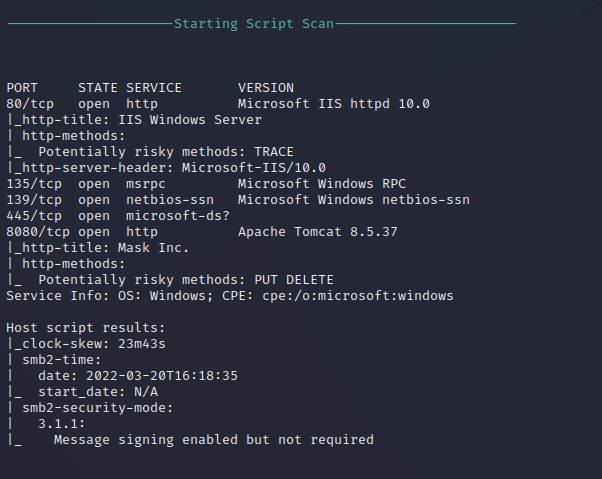 ---------------------Starting Script Scan-----------------------
PORT     STATE SERVICE       VERSION
80/tcp   open  http          Microsoft IIS httpd 10.0
|_http-title: IIS Windows Server
| http-methods:
|_  Potentially risky methods: TRACE
|_http-server-header: Microsoft-IIS/10.0
135/tcp  open  msrpc         Microsoft Windows RPC
139/tcp  open  netbios-ssn   Microsoft Windows netbios-ssn
445/tcp  open  microsoft-ds?
8080/tcp open  http          Apache Tomcat 8.5.37
|_http-title: Mask Inc.
| http-methods:
|_  Potentially risky methods: PUT DELETE
Service Info: OS: Windows; CPE: cpe:/o:microsoft:windows
Host script results:
|_clock-skew: 23m43s
| smb2-time:
|   date: 2022-03-20T16:18:35
|_  start_date: N/A
| smb2-security-mode:
|   3.1.1:
|_    Message signing enabled but not required